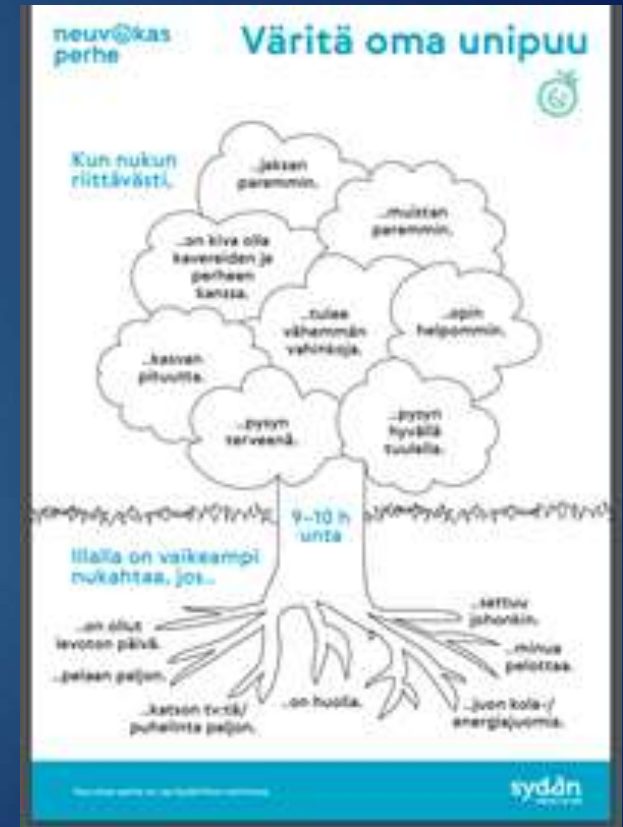 neuvokas
perhe
Väritä oma unipuu
Kun nukun
riittävästi,
..jaksan
paremmin.
..muistan
paremmin.
..on kiva olla
kavereiden ja
perheen
kanssa.
..tulee
vähemmän
vahinkoja.
..opin
helpommin.
..kasvan
pituutta.
..pysyn
terveenä.
..pysyn
hyvällä
tuulella.
9–10 h
unta
Illalla on vaikeampi
nukahtaa, jos..
..on ollut
levoton päivä.
..pelaan paljon.
..katson tv:tä/
puhelinta paljon.
..on huolia.
..sattuu
johonkin.
..minua
pelottaa.
..juon kola-/
energiajuomia.
sydän